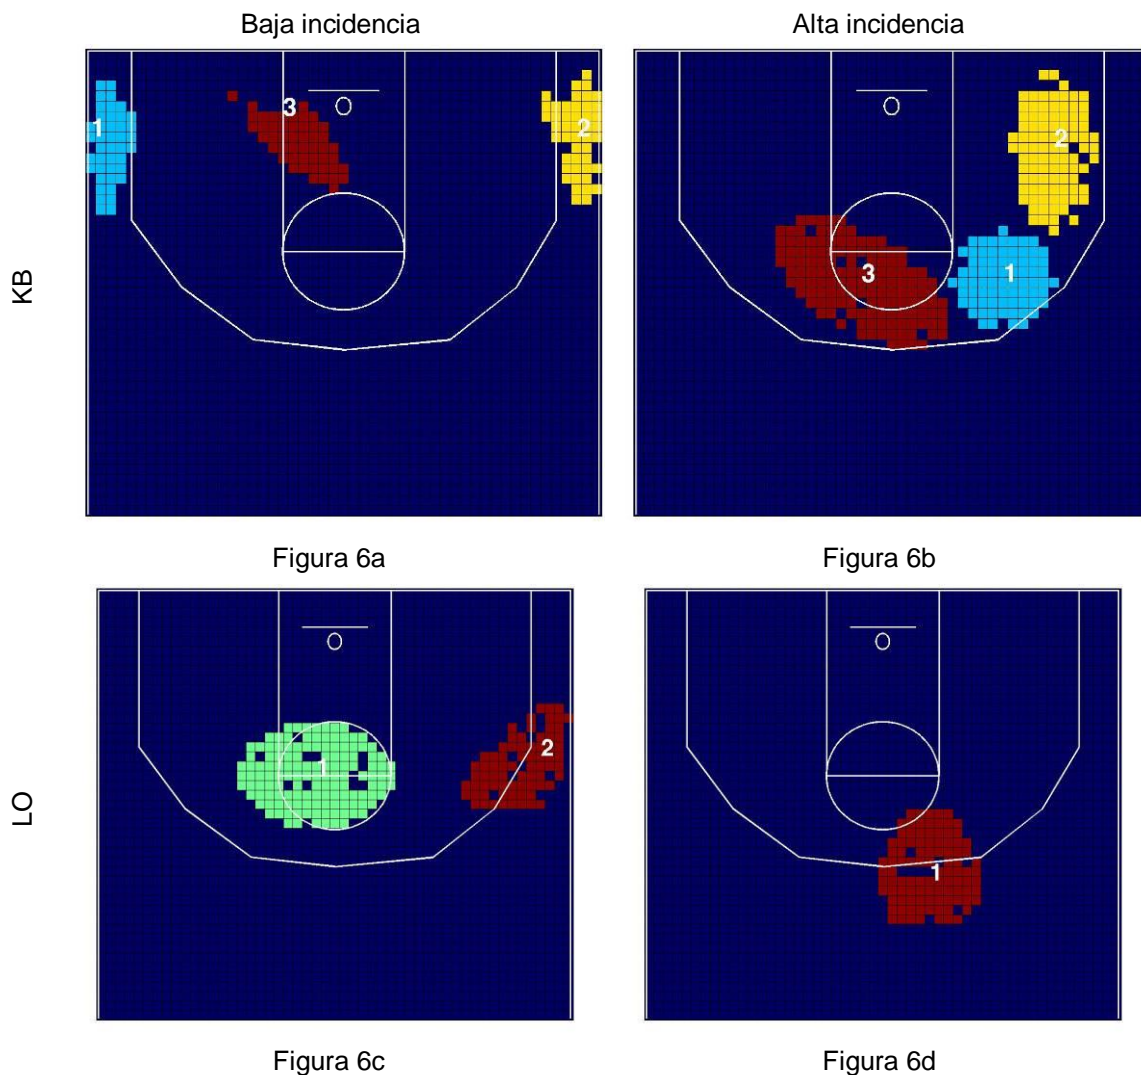 Baja incidencia
Alta incidencia
KB
1
3
2
2
1
3
Figura 6a
Figura 6b
LO
1
2
1
Figura 6c
Figura 6d